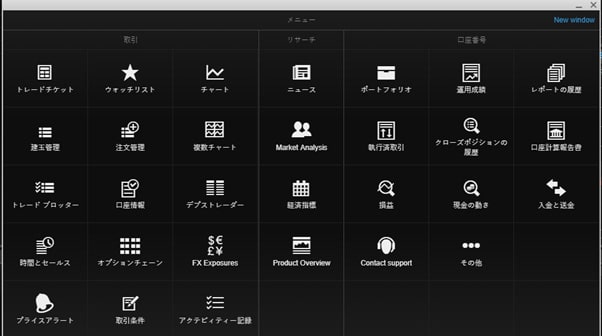 メニュー
New window
取引
リサーチ
口座番号
トレードチケット
ウォッチリスト
チャート
ニュース
ポートフォリオ
運用成績
レポートの履歴
建玉管理
注文管理
複数チャート
Market Analysis
執行済取引
クローズポジションの
履歴
口座計算報告書
トレード ブロッター
口座情報
デプストレーダー
経済指標
損益
現金の動き
入金と送金
時間とセールス
オプションチェーン
$€
£¥
FX Exposures
Product Overview
Contact support
その他
プライスアラート
取引条件
アクテビィティー記録